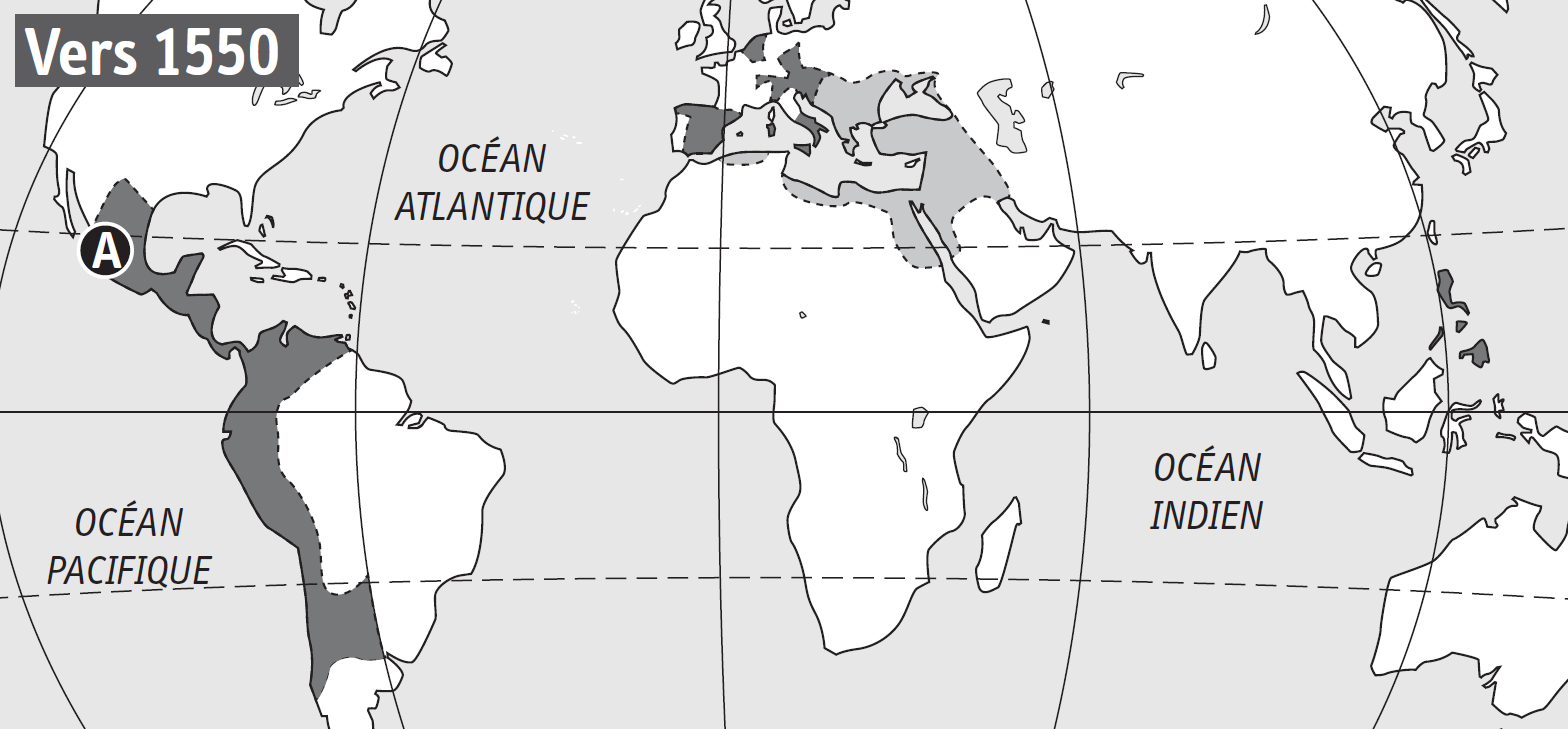 Vers 1550
OCÉAN
ATLANTIQUE
A
OCÉAN
INDIEN
OCÉAN
PACIFIQUE